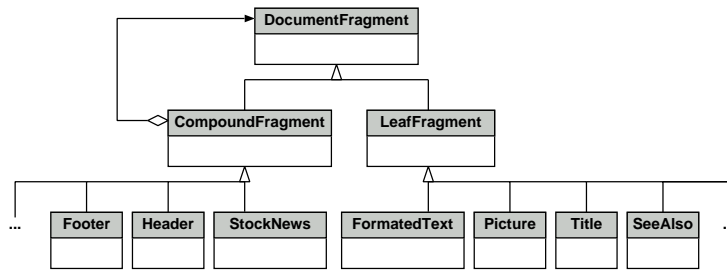 DocumentFragment
CompoundFragment LeafFragment
... Footer Header StockNews FormatedText Picture Title SeeAlso .